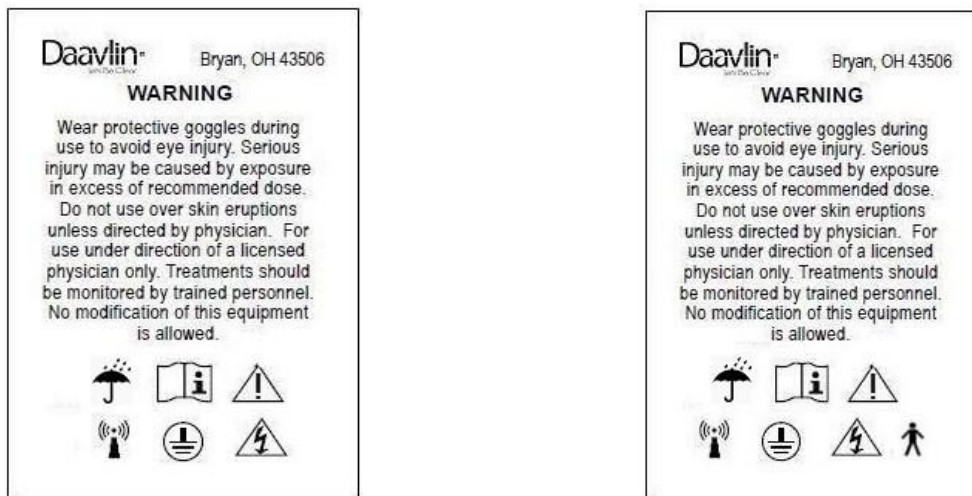 Daavlin
Let's Be Clear
Bryan, OH 43506
WARNING
Wear protective goggles during
use to avoid eye injury. Serious
injury may be caused by exposure
in excess of recommended dose.
Do not use over skin eruptions
unless directed by physician. For
use under direction of a licensed
physician only. Treatments should
be monitored by trained personnel.
No modification of this equipment
is allowed.
Daavlin
Let's Be Clear
Bryan, OH 43506
WARNING
Wear protective goggles during
use to avoid eye injury. Serious
injury may be caused by exposure
in excess of recommended dose.
Do not use over skin eruptions
unless directed by physician. For
use under direction of a licensed
physician only. Treatments should
be monitored by trained personnel.
No modification of this equipment
is allowed.